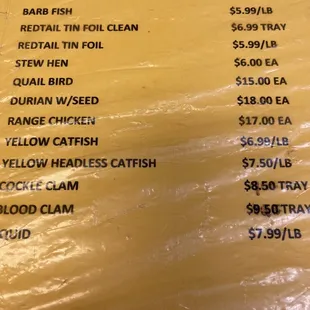 BARB FISH $5.99/LB
REDTAIL TIN FOIL CLEAN $6.99 TRAY
REDTAIL TIN FOIL $5.99/LB
STEW HEN $6.00 EA
QUAIL BIRD $15.00 EA
DURIAN W/SEED $18.00 EA
RANGE CHICKEN $17.00 EA
YELLOW CATFISH $6.99/LB
YELLOW HEADLESS CATFISH $7.50/LB
COCKLE CLAM $8.50 TRAY
BLOOD CLAM $9.50 TRAY
QUID $7.99/LB